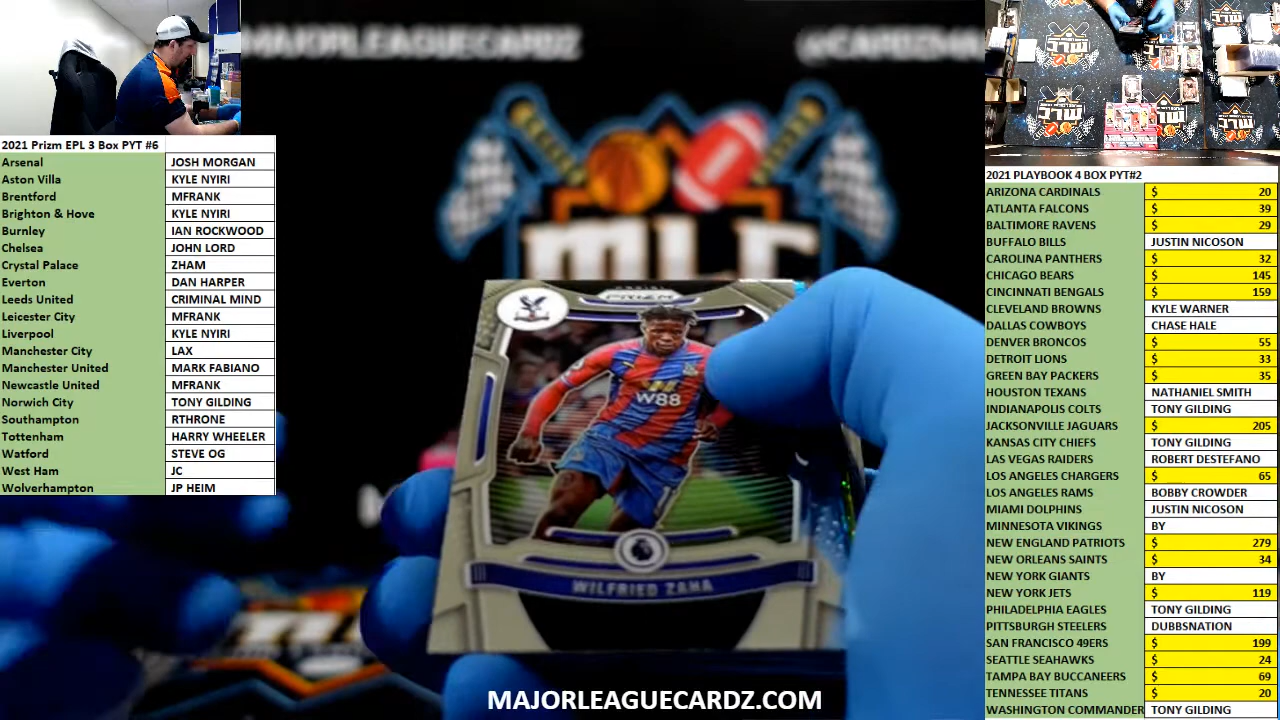 MAJORLEAGUECARDZ
2021 Prizm EPL 3 Box PYT #6
Arsenal JOSH MORGAN
Aston Villa KYLE NYIRI
Brentford MFRANK
Brighton & Hove KYLE NYIRI
Burnley IAN ROCKWOOD
Chelsea JOHN LORD
Crystal Palace ZHAM
Everton DAN HARPER
Leeds United CRIMINAL MIND
Leicester City MFRANK
Liverpool KYLE NYIRI
Manchester City LAX
Manchester United MARK FABIANO
Newcastle United MFRANK
Norwich City TONY GILDING
Southampton RTHRONE
Tottenham HARRY WHEELER
Watford STEVE OG
West Ham JC
Wolverhampton JP HEIM
MLC
PRIZM
W88
WILFRIED ZAHA
MAJORLEAGUECARDZ.COM
2021 PLAYBOOK 4 BOX PYT#2
ARIZONA CARDINALS $ 20
ATLANTA FALCONS $ 39
BALTIMORE RAVENS $ 29
BUFFALO BILLS JUSTIN NICOSON
CAROLINA PANTHERS $ 32
CHICAGO BEARS $ 145
CINCINNATI BENGALS $ 159
CLEVELAND BROWNS KYLE WARNER
DALLAS COWBOYS CHASE HALE
DENVER BRONCOS $ 55
DETROIT LIONS $ 33
GREEN BAY PACKERS $ 35
HOUSTON TEXANS NATHANIEL SMITH
INDIANAPOLIS COLTS TONY GILDING
JACKSONVILLE JAGUARS $ 205
KANSAS CITY CHIEFS TONY GILDING
LAS VEGAS RAIDERS ROBERT DESTEFANO
LOS ANGELES CHARGERS $ 65
LOS ANGELES RAMS BOBBY CROWDER
MIAMI DOLPHINS JUSTIN NICOSON
MINNESOTA VIKINGS BY
NEW ENGLAND PATRIOTS $ 279
NEW ORLEANS SAINTS $ 34
NEW YORK GIANTS BY
NEW YORK JETS $ 119
PHILADELPHIA EAGLES TONY GILDING
PITTSBURGH STEELERS DUBBSNATION
SAN FRANCISCO 49ERS $ 199
SEATTLE SEAHAWKS $ 24
TAMPA BAY BUCCANEERS $ 69
TENNESSEE TITANS $ 20
WASHINGTON COMMANDER TONY GILDING